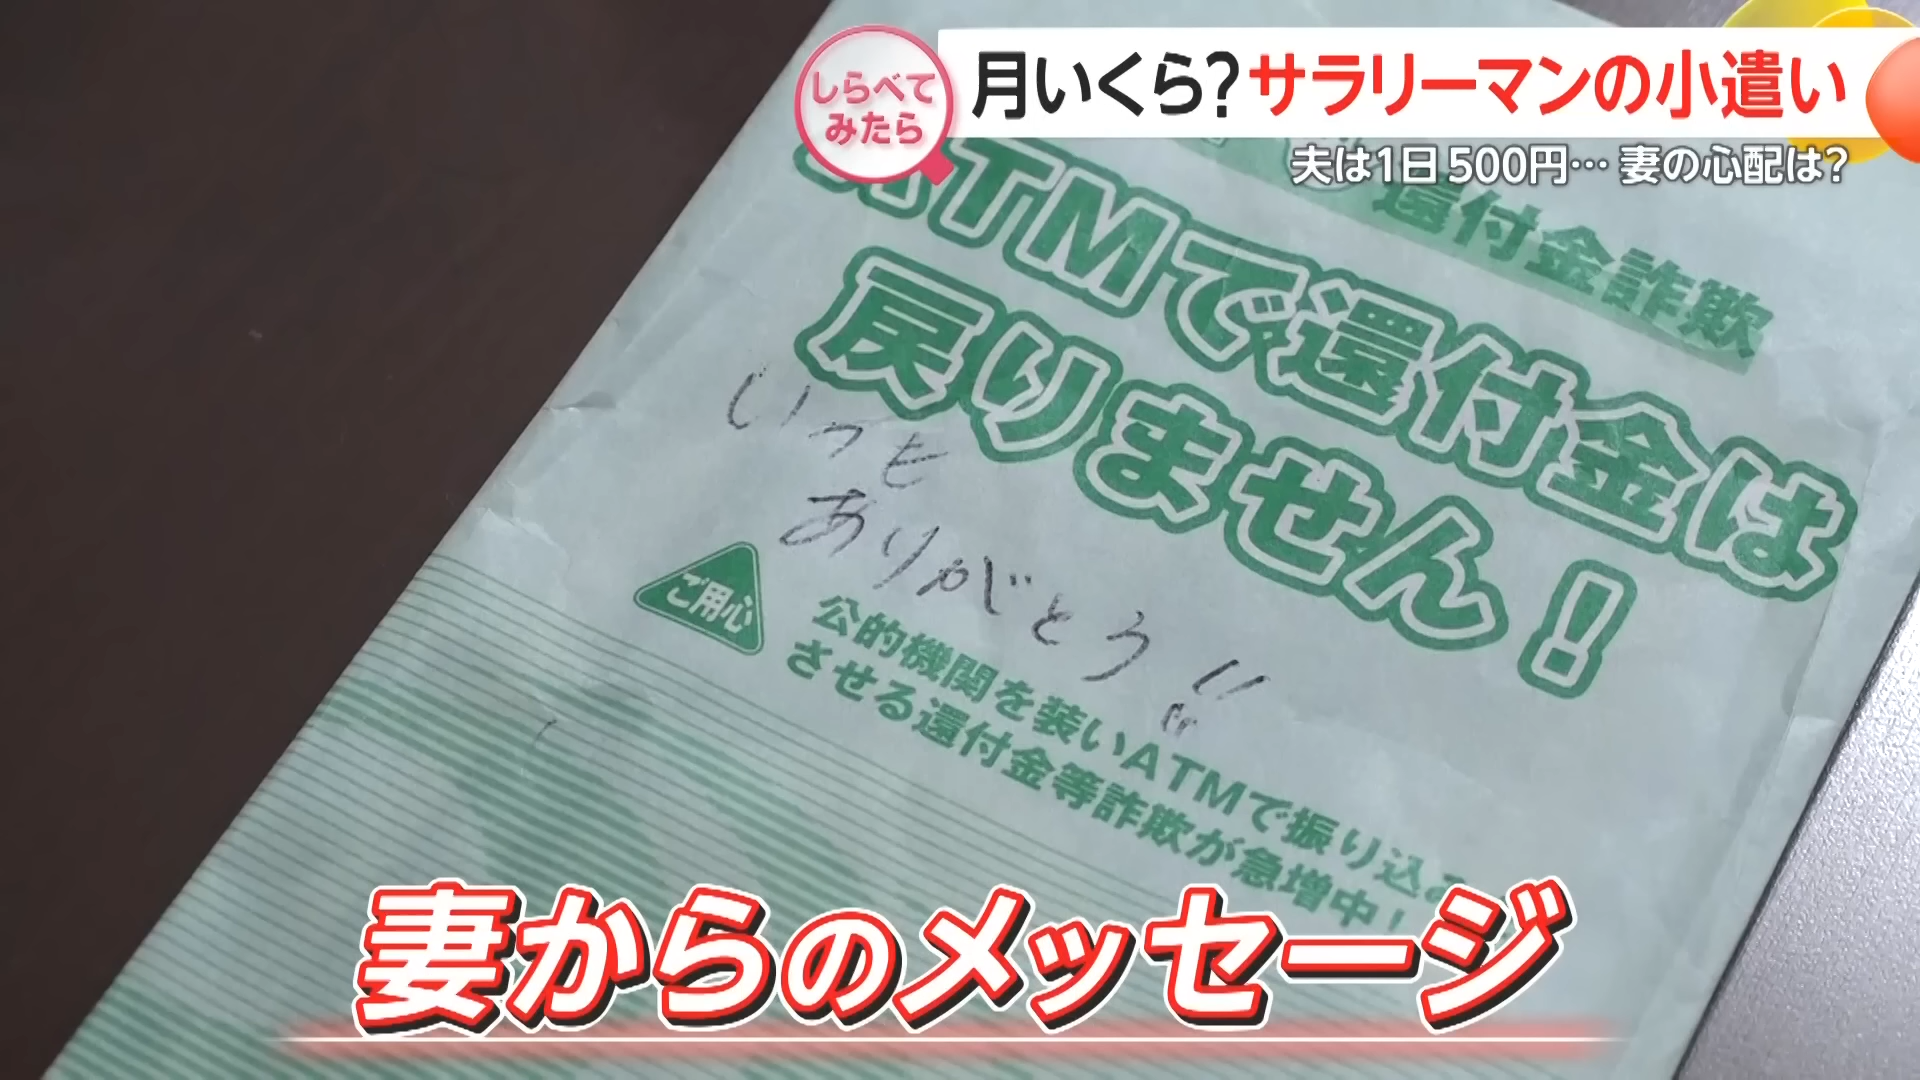 しらべて
みたら
月いくら?サラリーマンの小遣い
夫は1日500円… 妻の心配は?
還付金詐欺
ATMで還付金は
戻りません!
いつも
ありがとう!!
ご用心
公的機関を装いATMで振り込み
させる還付金等詐欺が急増中!
妻からのメッセージ